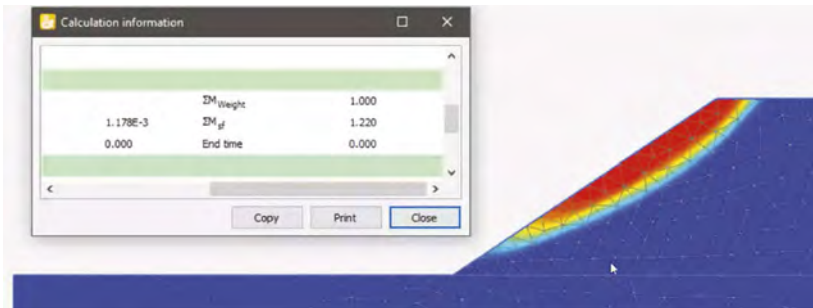 Calculation information
ΣMWeight 1.000
1.178E-3 ΣMsf 1.220
0.000 End time 0.000
Copy Print Close